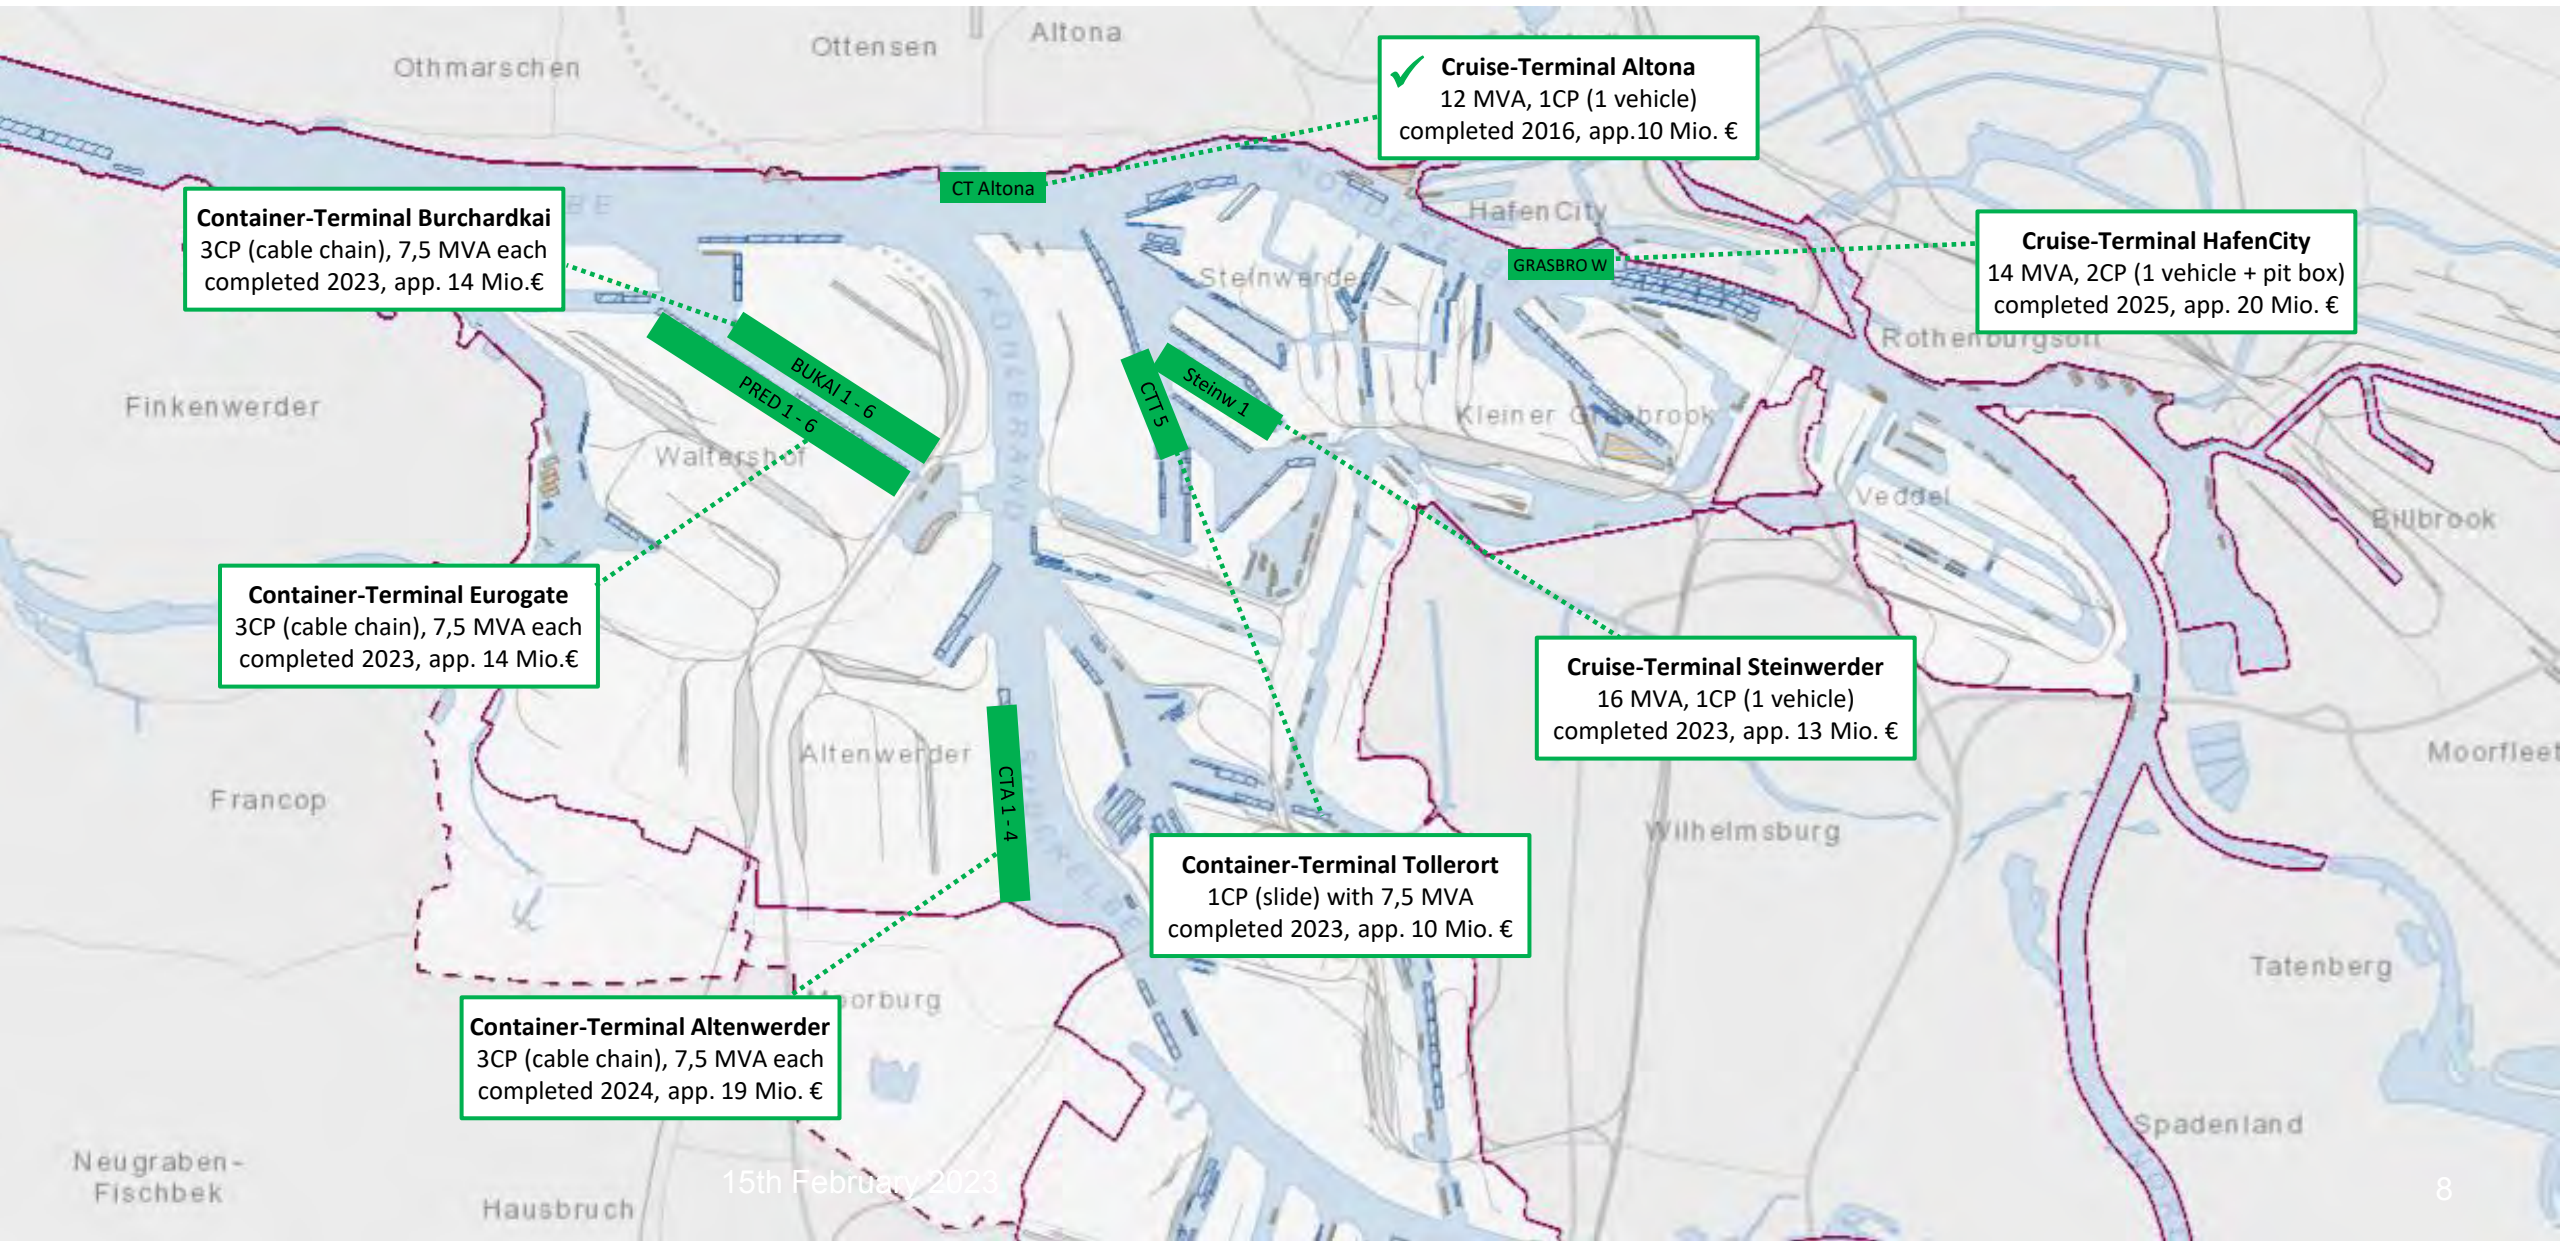 Othmarschen
Ottensen
Altona
Cruise-Terminal Altona
12 MVA, 1CP (1 vehicle)
completed 2016, app.10 Mio. €
CT Altona
Container-Terminal Burchardkai
3CP (cable chain), 7,5 MVA each
completed 2023, app. 14 Mio.€
HafenCity
GRASBRO W
Cruise-Terminal HafenCity
14 MVA, 2CP (1 vehicle + pit box)
completed 2025, app. 20 Mio. €
Steinwerder
Rothenburgsort
BUKAI 1 - 6
PRED 1 - 6
CTT 5
Steinw 1
KÖHLBRAND
Finkenwerder
Waltershof
Kleiner Grasbrook
Veddel
Billbrook
Container-Terminal Eurogate
3CP (cable chain), 7,5 MVA each
completed 2023, app. 14 Mio.€
Cruise-Terminal Steinwerder
16 MVA, 1CP (1 vehicle)
completed 2023, app. 13 Mio. €
Altenwerder
CTA 1 - 4
Moorfleet
Francop
Wilhelmsburg
Container-Terminal Tollerort
1CP (slide) with 7,5 MVA
completed 2023, app. 10 Mio. €
Tatenberg
Moorburg
Container-Terminal Altenwerder
3CP (cable chain), 7,5 MVA each
completed 2024, app. 19 Mio. €
Spadenland
Neugraben-
Fischbek
Hausbruch
15th February 2023
8